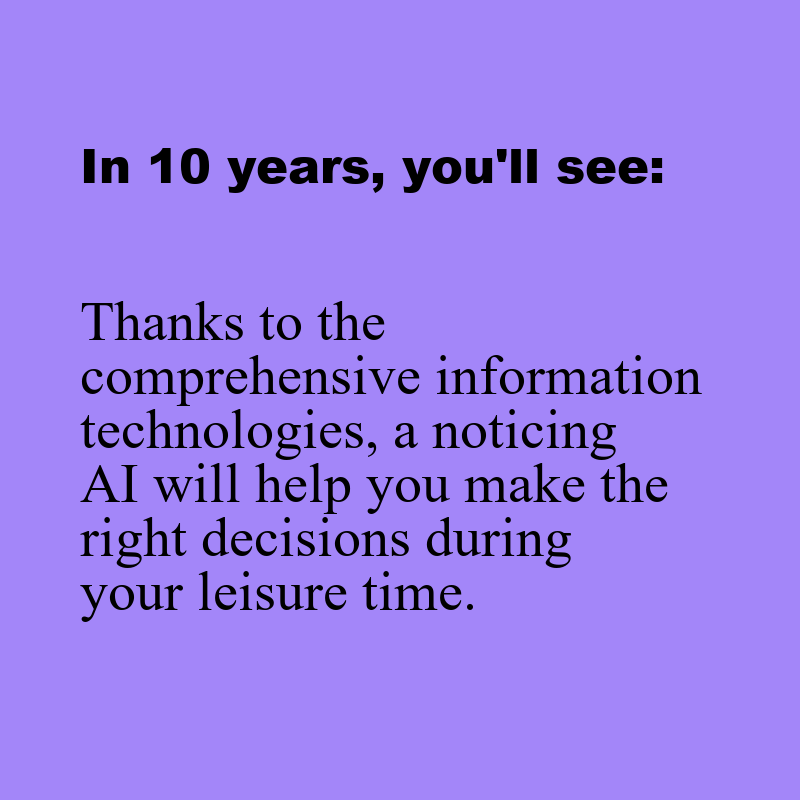 In 10 years, you'll see:
Thanks to the
comprehensive information
technologies, a noticing
AI will help you make the
right decisions during
your leisure time.